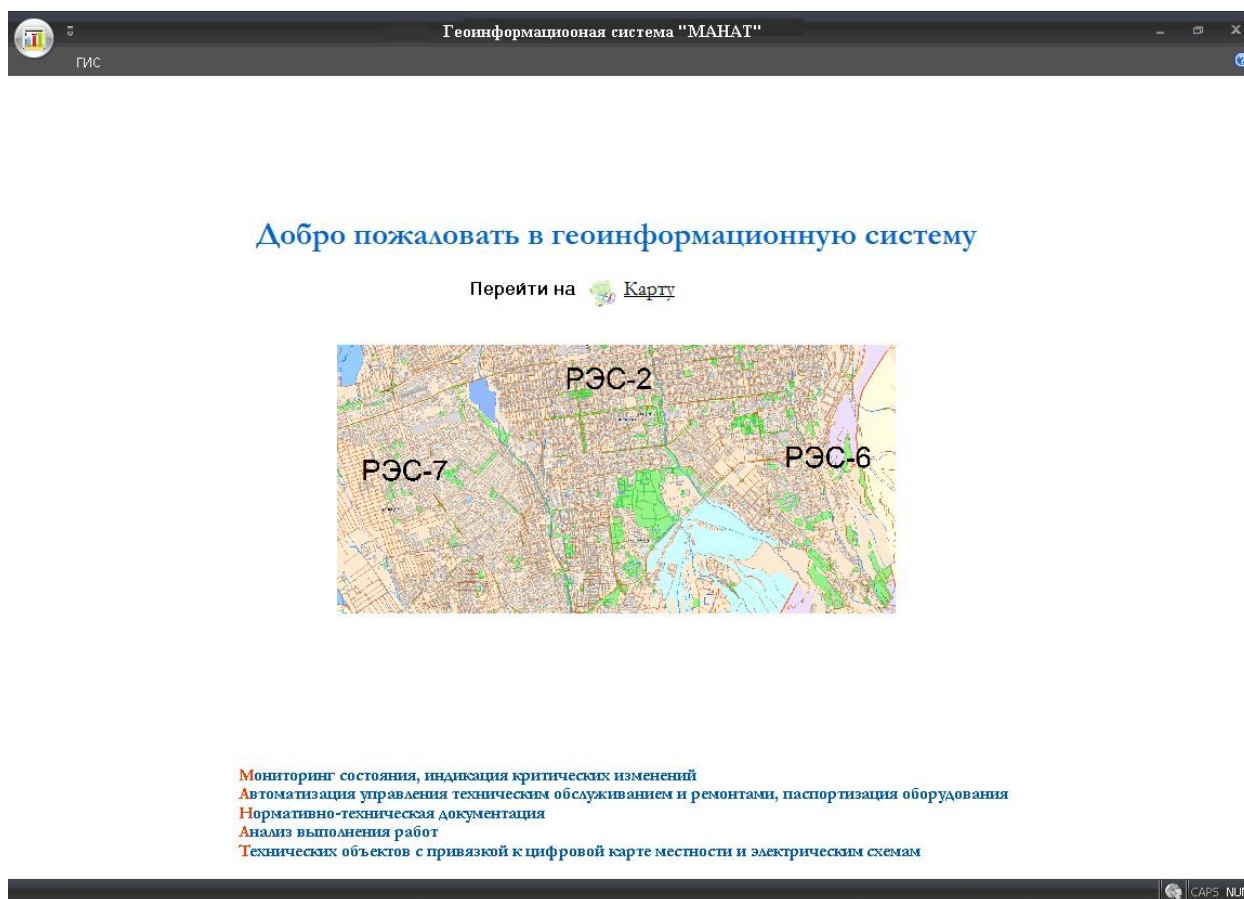 Геоинформациооная система "МАНАТ"
ГИС
Добро пожаловать в геоинформационную систему
Перейти на Карту
РЭС-2
РЭС-7
РЭС-6
Мониторинг состояния, индикация критических изменений
Автоматизация управления техническим обслуживанием и ремонтами, паспортизация оборудования
Нормативно-техническая документация
Анализ выполнения работ
Технических объектов с привязкой к цифровой карте местности и электрическим схемам
CAPS NUM